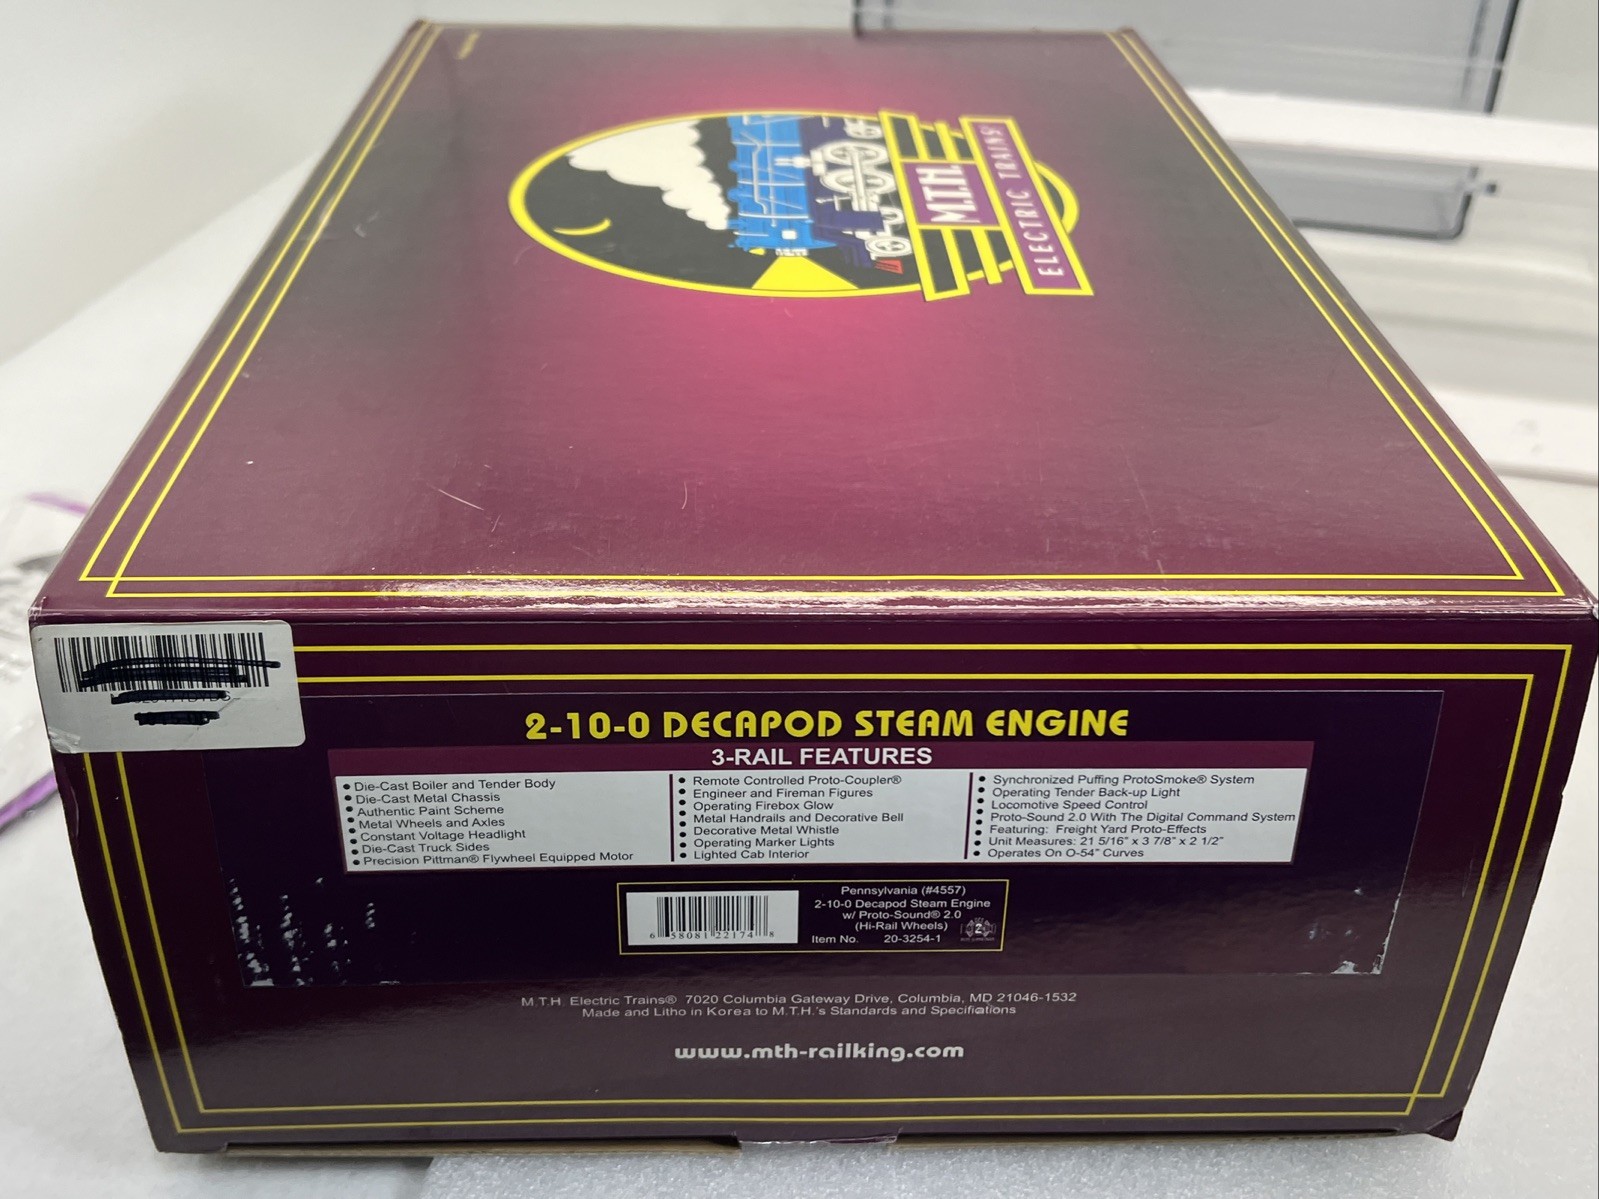 M.T.H.
ELECTRIC TRAINS
2-10-0 DECAPOD STEAM ENGINE
3-RAIL FEATURES
• Die-Cast Boiler and Tender Body
• Die-Cast Metal Chassis
• Authentic Paint Scheme
• Metal Wheels and Axles
• Constant Voltage Headlight
• Die-Cast Truck Sides
• Precision Pittman® Flywheel Equipped Motor
• Remote Controlled Proto-Coupler®
• Engineer and Fireman Figures
• Operating Firebox Glow
• Metal Handrails and Decorative Bell
• Decorative Metal Whistle
• Operating Marker Lights
• Lighted Cab Interior
• Synchronized Puffing ProtoSmoke® System
• Operating Tender Back-up Light
• Locomotive Speed Control
• Proto-Sound 2.0 With The Digital Command System
• Featuring: Freight Yard Proto-Effects
• Unit Measures: 21 5/16" x 3 7/8" x 2 1/2"
• Operates On O-54" Curves
6 58081 22174 8
Pennsylvania (#4557)
2-10-0 Decapod Steam Engine
w/ Proto-Sound® 2.0
(Hi-Rail Wheels)
Item No. 20-3254-1
M.T.H. Electric Trains® 7020 Columbia Gateway Drive, Columbia, MD 21046-1532
Made and Litho in Korea to M.T.H.'s Standards and Specifiations
www.mth-railking.com